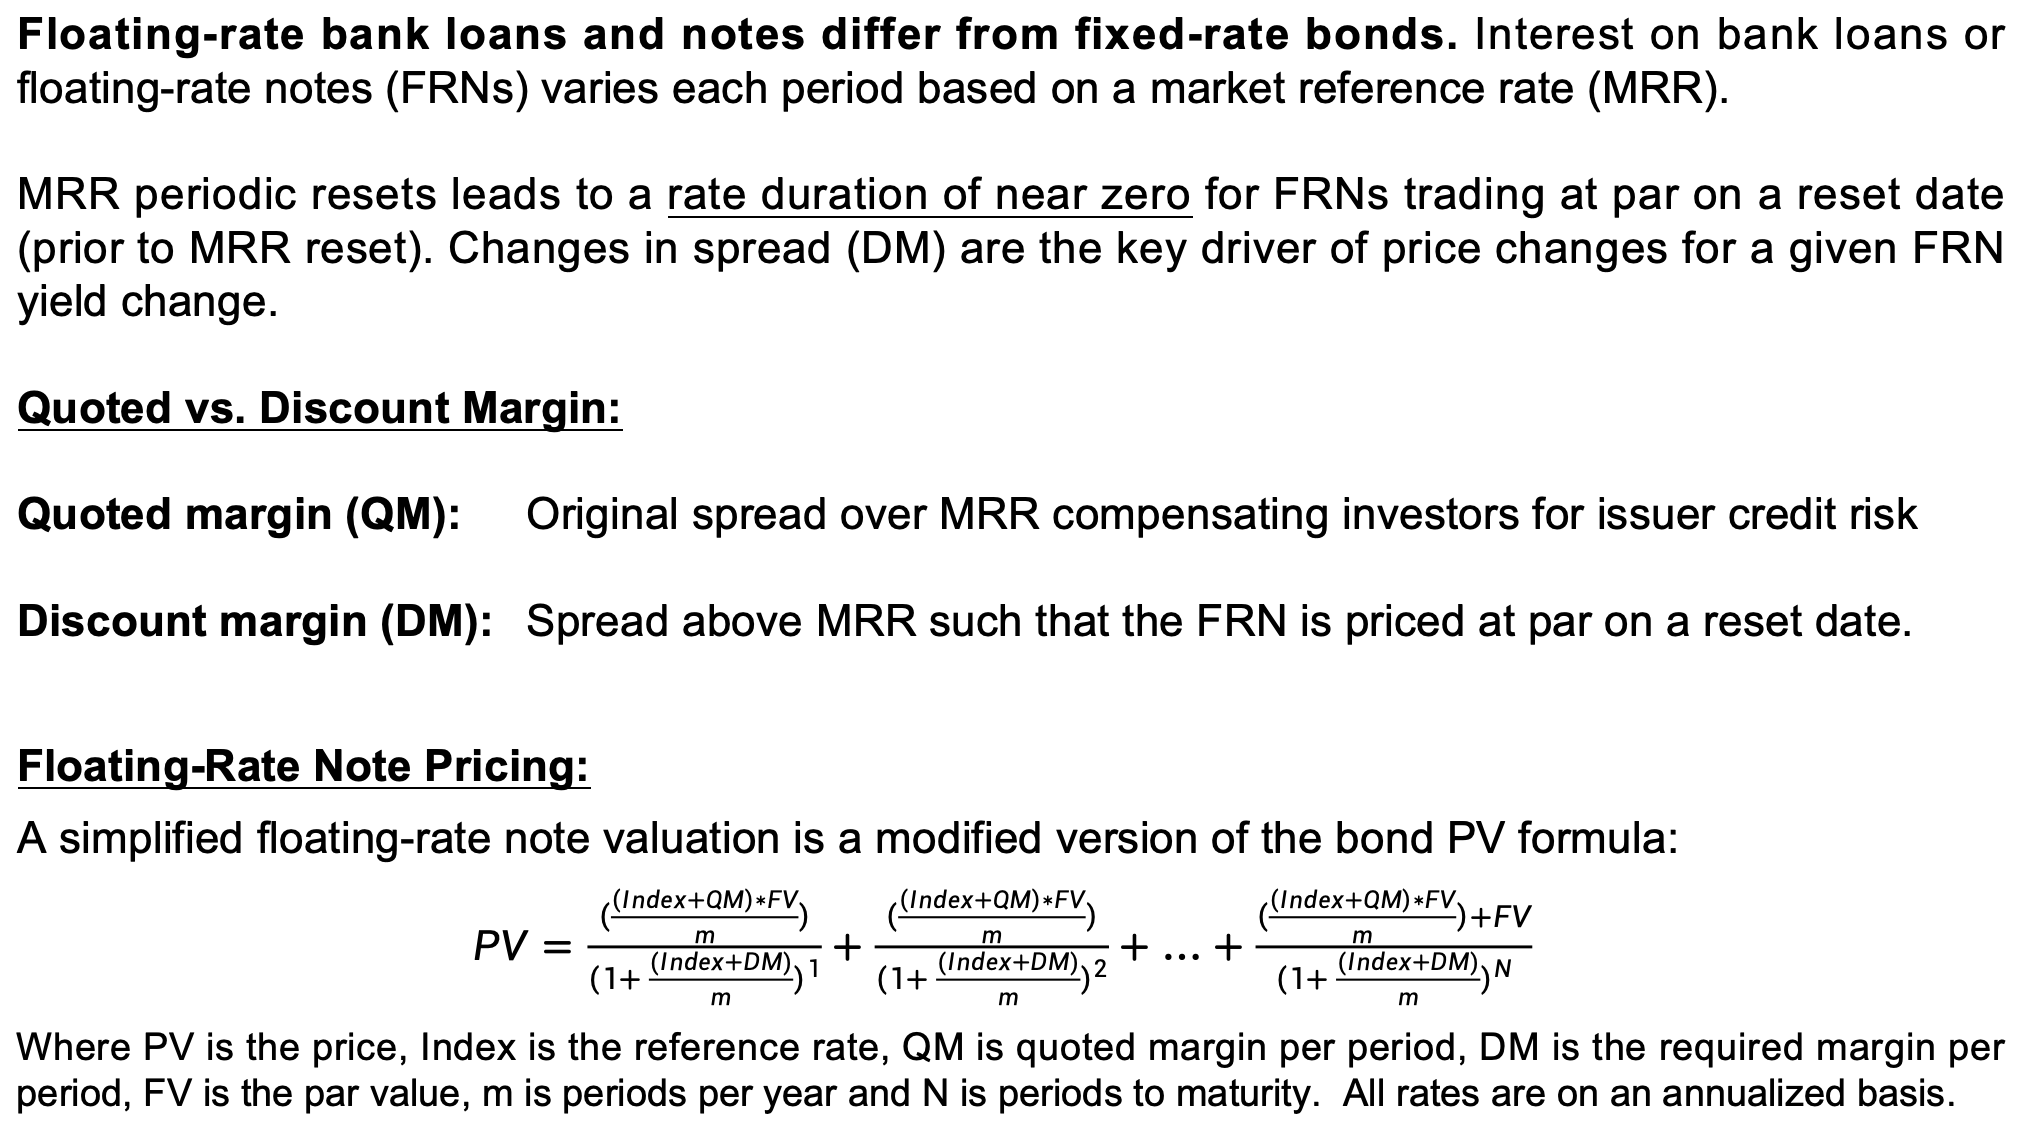 Floating-rate bank loans and notes differ from fixed-rate bonds. Interest on bank loans or
floating-rate notes (FRNs) varies each period based on a market reference rate (MRR).
MRR periodic resets leads to a rate duration of near zero for FRNs trading at par on a reset date
(prior to MRR reset). Changes in spread (DM) are the key driver of price changes for a given FRN
yield change.
Quoted vs. Discount Margin:
Quoted margin (QM): Original spread over MRR compensating investors for issuer credit risk
Discount margin (DM): Spread above MRR such that the FRN is priced at par on a reset date.
Floating-Rate Note Pricing:
A simplified floating-rate note valuation is a modified version of the bond PV formula:
PV = \frac{(\frac{(Index+QM)*FV}{m})}{(1+\frac{(Index+DM)}{m})^1} + \frac{(\frac{(Index+QM)*FV}{m})}{(1+\frac{(Index+DM)}{m})^2} + ... + \frac{(\frac{(Index+QM)*FV}{m})+FV}{(1+\frac{(Index+DM)}{m})^N}
Where PV is the price, Index is the reference rate, QM is quoted margin per period, DM is the required margin per
period, FV is the par value, m is periods per year and N is periods to maturity. All rates are on an annualized basis.